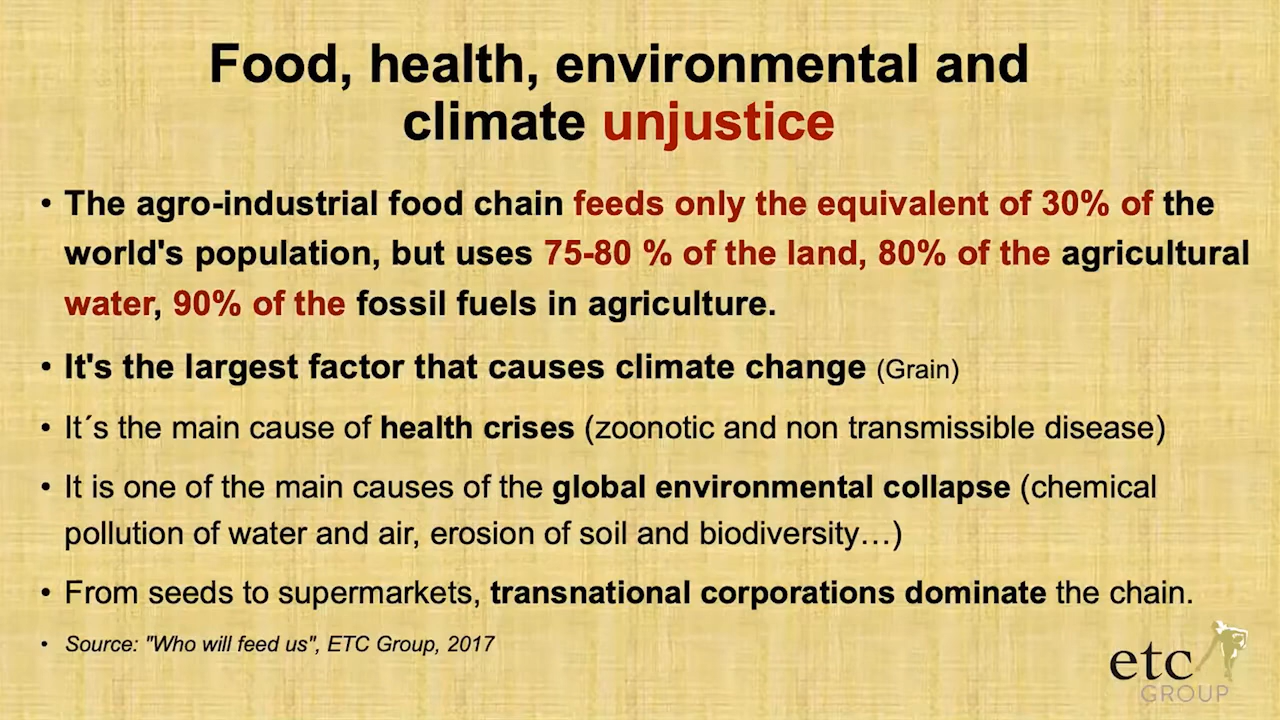 Food, health, environmental and
climate unjustice
• The agro-industrial food chain feeds only the equivalent of 30% of the
world's population, but uses 75-80 % of the land, 80% of the agricultural
water, 90% of the fossil fuels in agriculture.
• It's the largest factor that causes climate change (Grain)
• It´s the main cause of health crises (zoonotic and non transmissible disease)
• It is one of the main causes of the global environmental collapse (chemical
pollution of water and air, erosion of soil and biodiversity…)
• From seeds to supermarkets, transnational corporations dominate the chain.
• Source: "Who will feed us", ETC Group, 2017
etc
GROUP